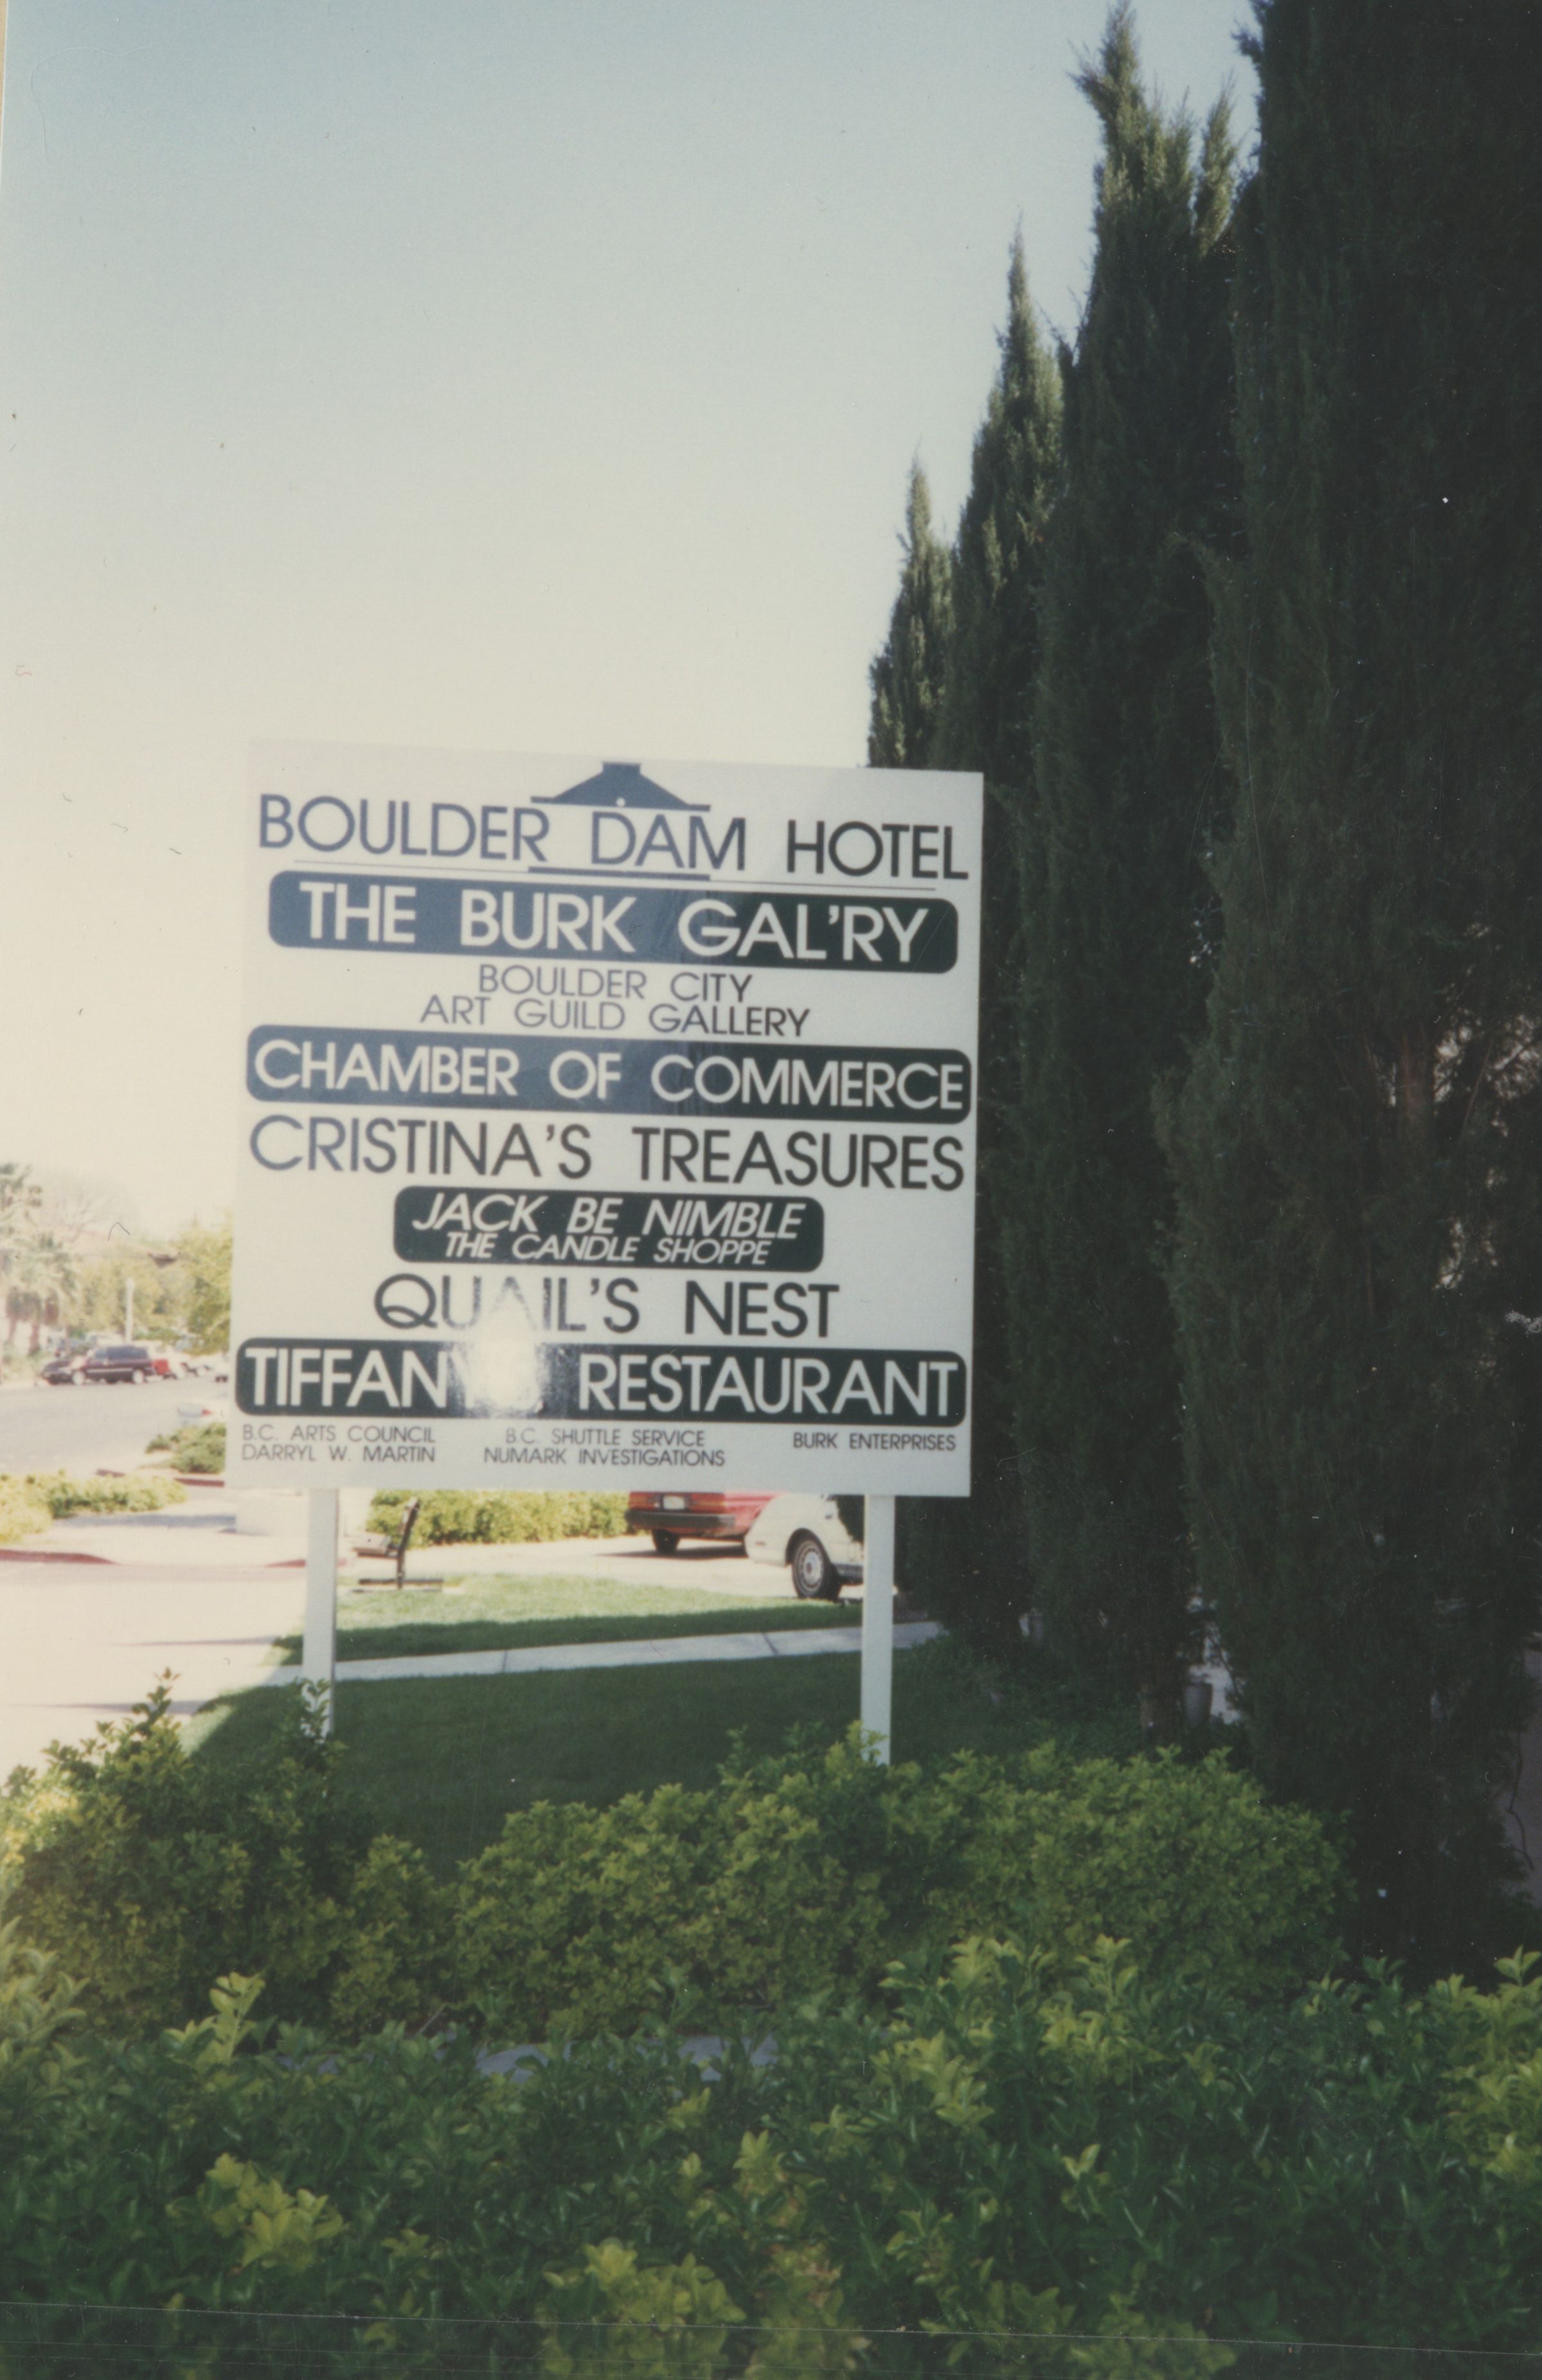 BOULDER DAM HOTEL
THE BURK GAL'RY
BOULDER CITY
ART GUILD GALLERY
CHAMBER OF COMMERCE
CRISTINA'S TREASURES
JACK BE NIMBLE
THE CANDLE SHOPPE
QUAIL'S NEST
RESTAURANT
B.C. ARTS COUNCIL
DARRYL W. MARTIN
B.C. SHUTTLE SERVICE
NUMARK INVESTIGATIONS
BURK ENTERPRISES